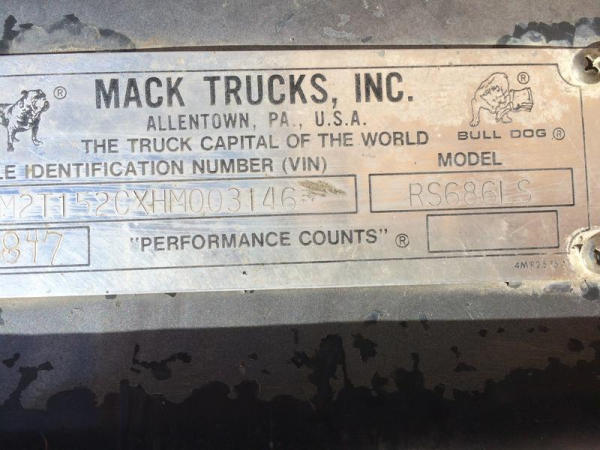 ® MACK TRUCKS, INC. ®
ALLENTOWN, PA., U.S.A.
THE TRUCK CAPITAL OF THE WORLD BULL DOG ®
LE IDENTIFICATION NUMBER (VIN) MODEL
M2T152CXHM003146 RS686LS
847 "PERFORMANCE COUNTS" ®